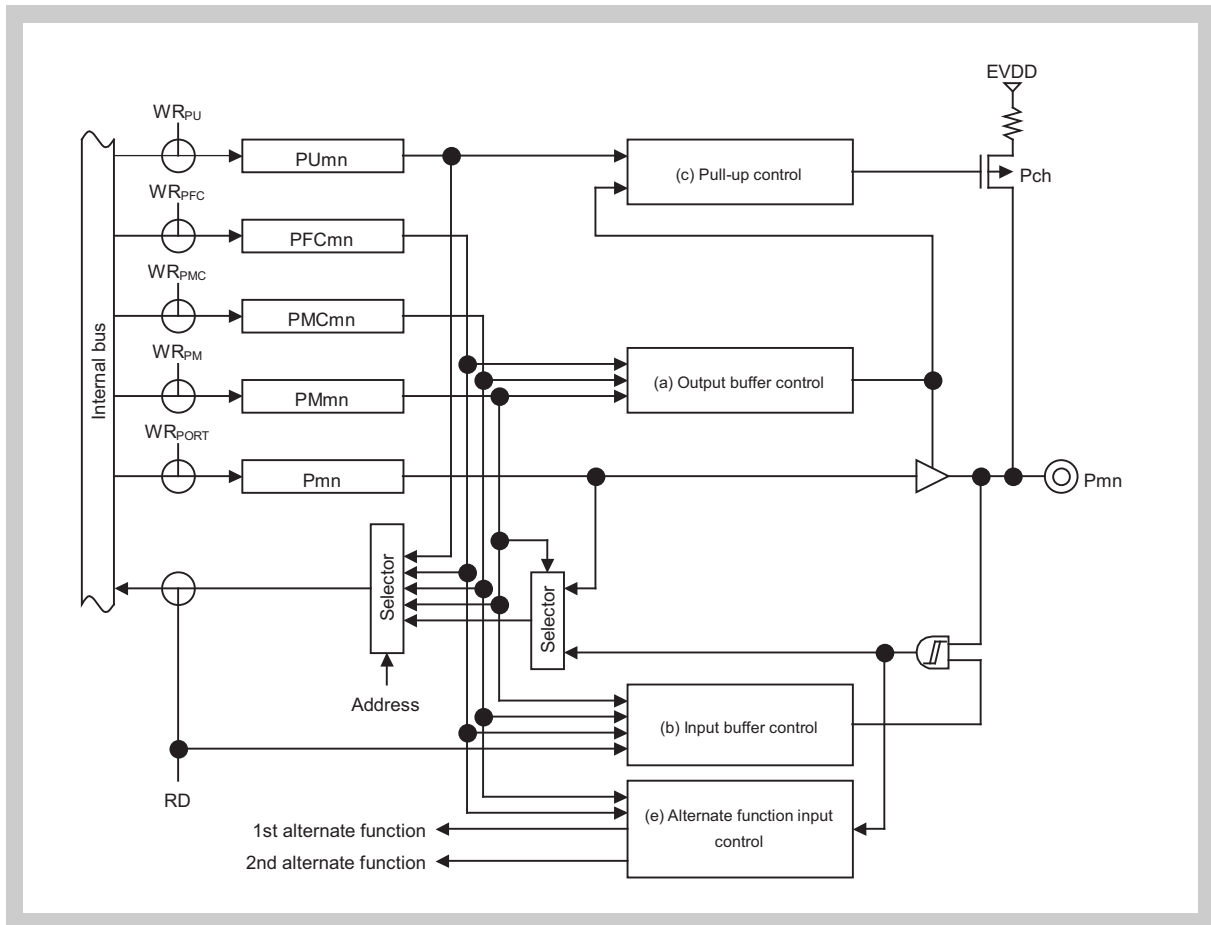 EVDD
WRPU
PUmn
(c) Pull-up control
Pch
WRPFC
PFCmn
WRPMC
PMCmn
Internal bus
WRPM
PMmn
(a) Output buffer control
WRPORT
Pmn
Pmn
Selector
Selector
Address
(b) Input buffer control
RD
(e) Alternate function input
control
1st alternate function
2nd alternate function